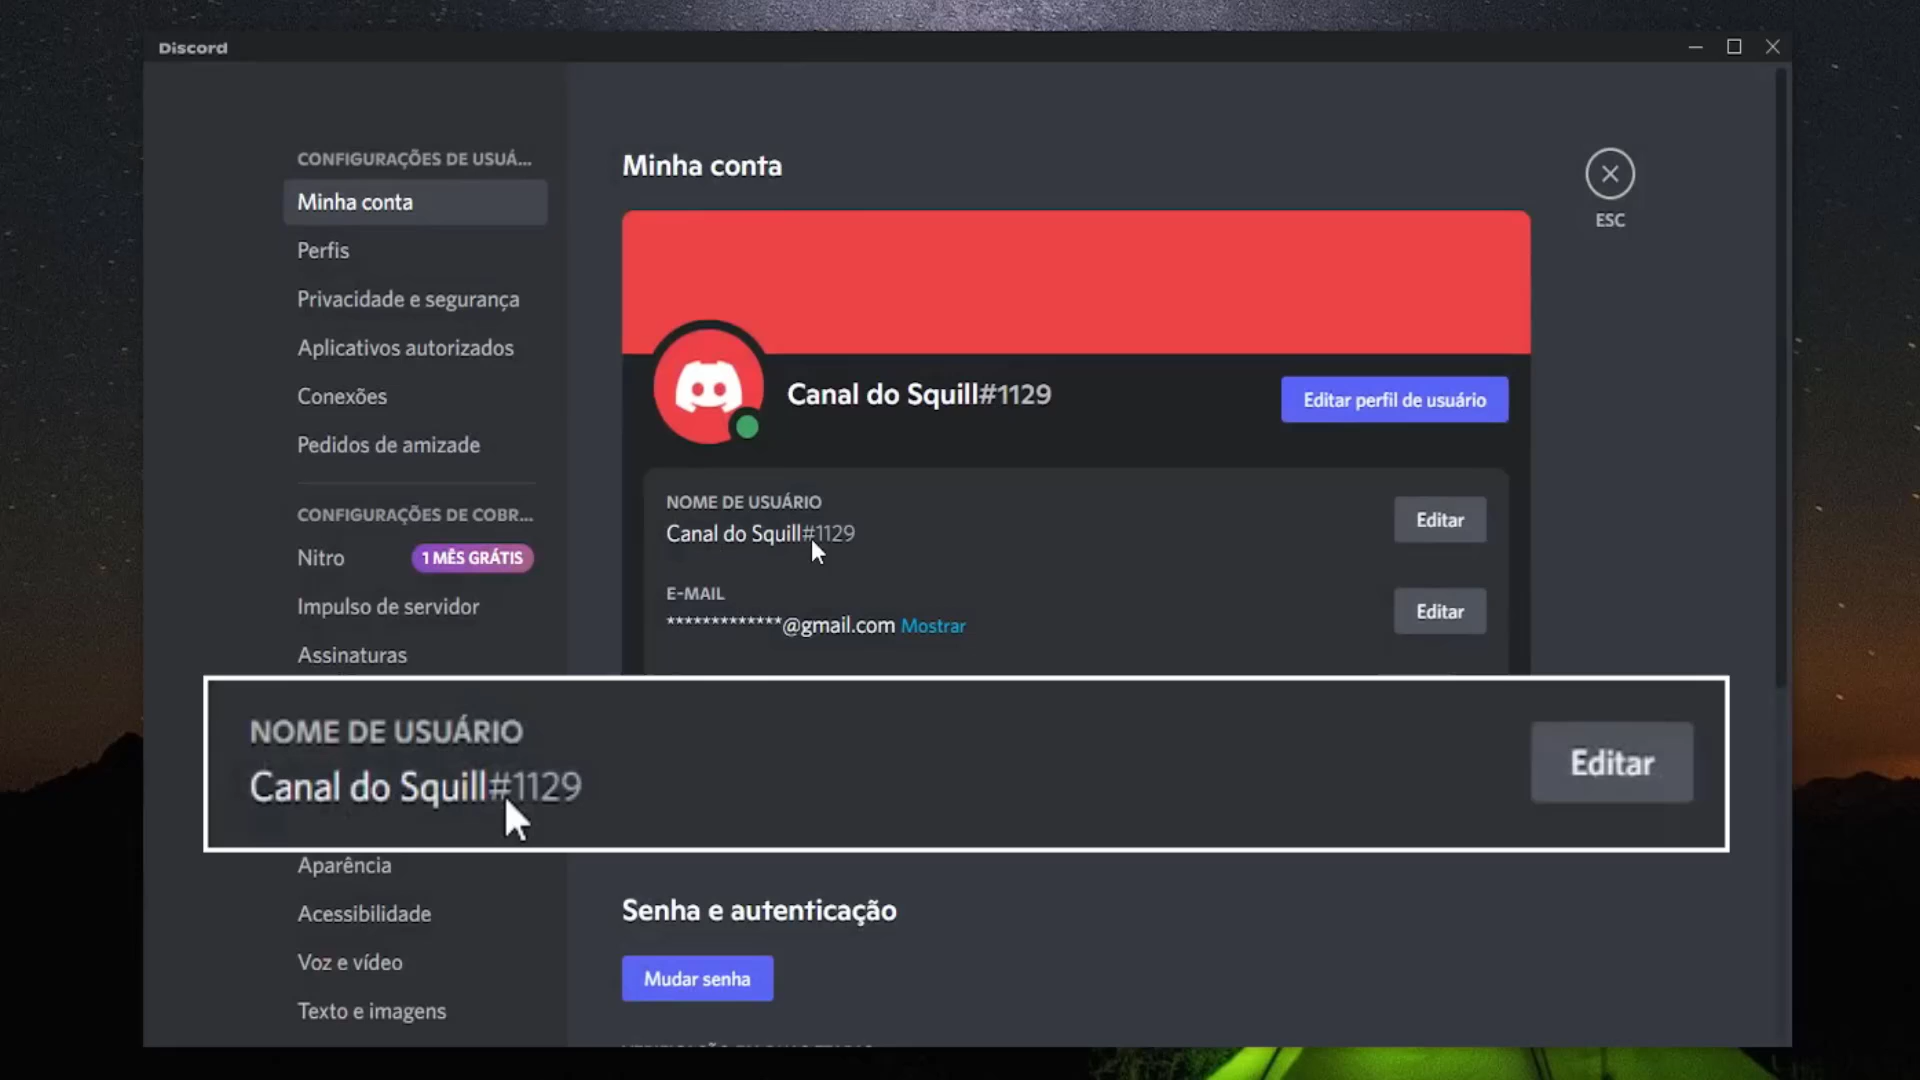 Discord
CONFIGURAÇÕES DE USUÁ...
Minha conta
Perfis
Privacidade e segurança
Aplicativos autorizados
Conexões
Pedidos de amizade
CONFIGURAÇÕES DE COBR...
Nitro 1 MÊS GRÁTIS
Impulso de servidor
Assinaturas
Minha conta
ESC
Canal do Squill#1129
Editar perfil de usuário
NOME DE USUÁRIO
Canal do Squill#1129
Editar
E-MAIL
*************@gmail.com Mostrar
Editar
NOME DE USUÁRIO
Canal do Squill#1129
Editar
Aparência
Acessibilidade
Voz e vídeo
Texto e imagens
Senha e autenticação
Mudar senha